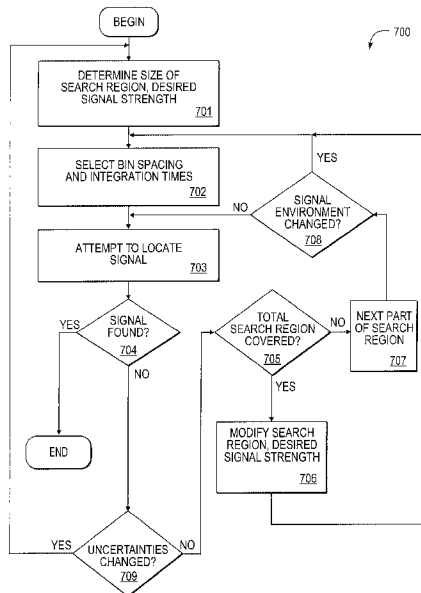 BEGIN
700
DETERMINE SIZE OF
SEARCH REGION, DESIRED
SIGNAL STRENGTH
701
YES
SELECT BIN SPACING
AND INTEGRATION TIMES
702
NO
SIGNAL
ENVIRONMENT
CHANGED?
708
ATTEMPT TO LOCATE
SIGNAL
703
YES
SIGNAL
FOUND?
704
NO
TOTAL
SEARCH REGION
COVERED?
705
NO
NEXT PART
OF SEARCH
REGION
707
YES
END
MODIFY SEARCH
REGION, DESIRED
SIGNAL STRENGTH
706
YES
UNCERTAINTIES
CHANGED?
709
NO